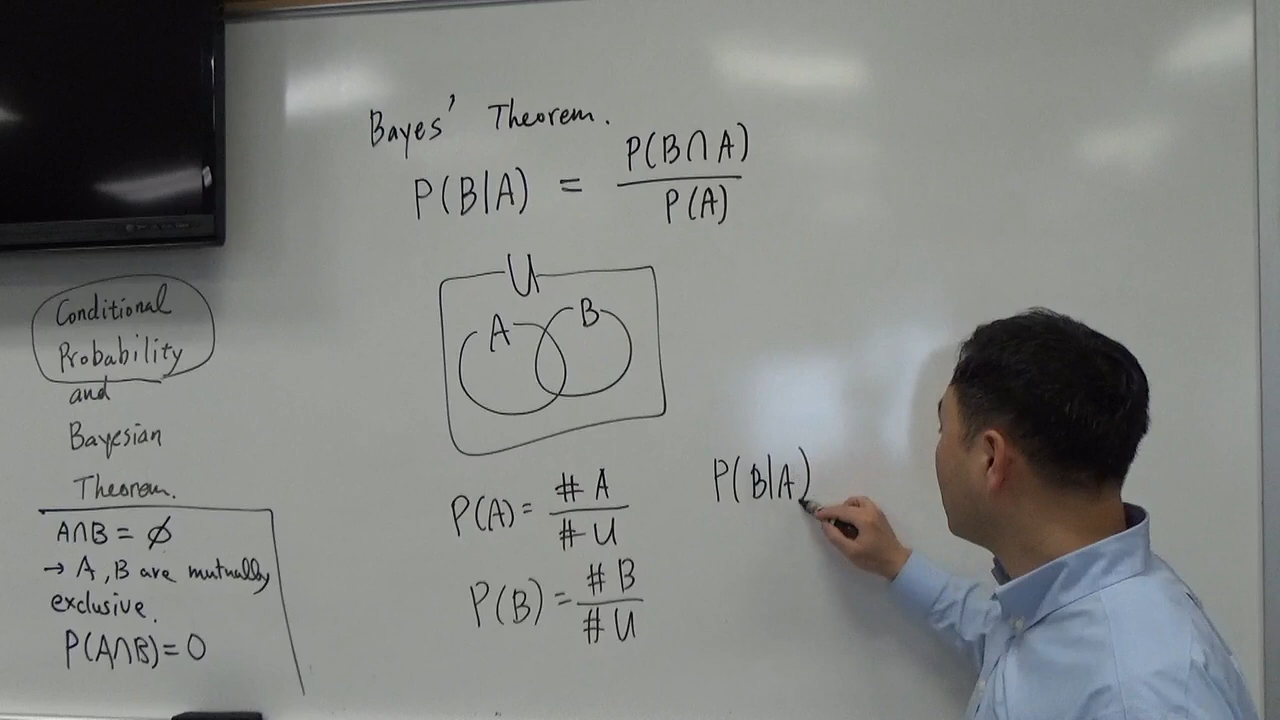 Bayes' Theorem.
P(B|A) = P(B∩A) / P(A)
U
A B
P(A) = # A / # U
P(B) = # B / # U
P(B|A)
Conditional
Probability
and
Bayesian
Theorem.
A∩B = ∅
→ A, B are mutually
exclusive.
P(A∩B) = 0